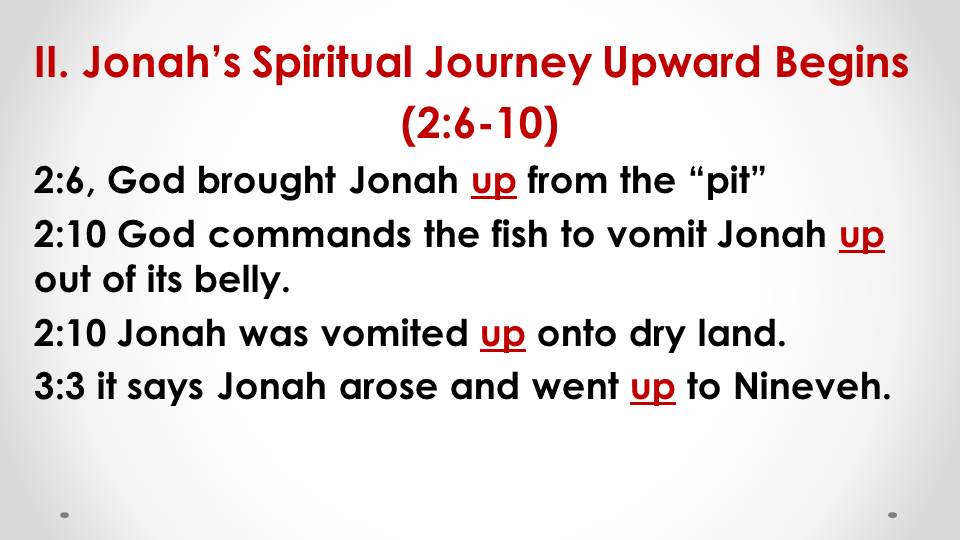 II. Jonah’s Spiritual Journey Upward Begins
(2:6-10)
2:6, God brought Jonah up from the “pit”
2:10 God commands the fish to vomit Jonah up
out of its belly.
2:10 Jonah was vomited up onto dry land.
3:3 it says Jonah arose and went up to Nineveh.